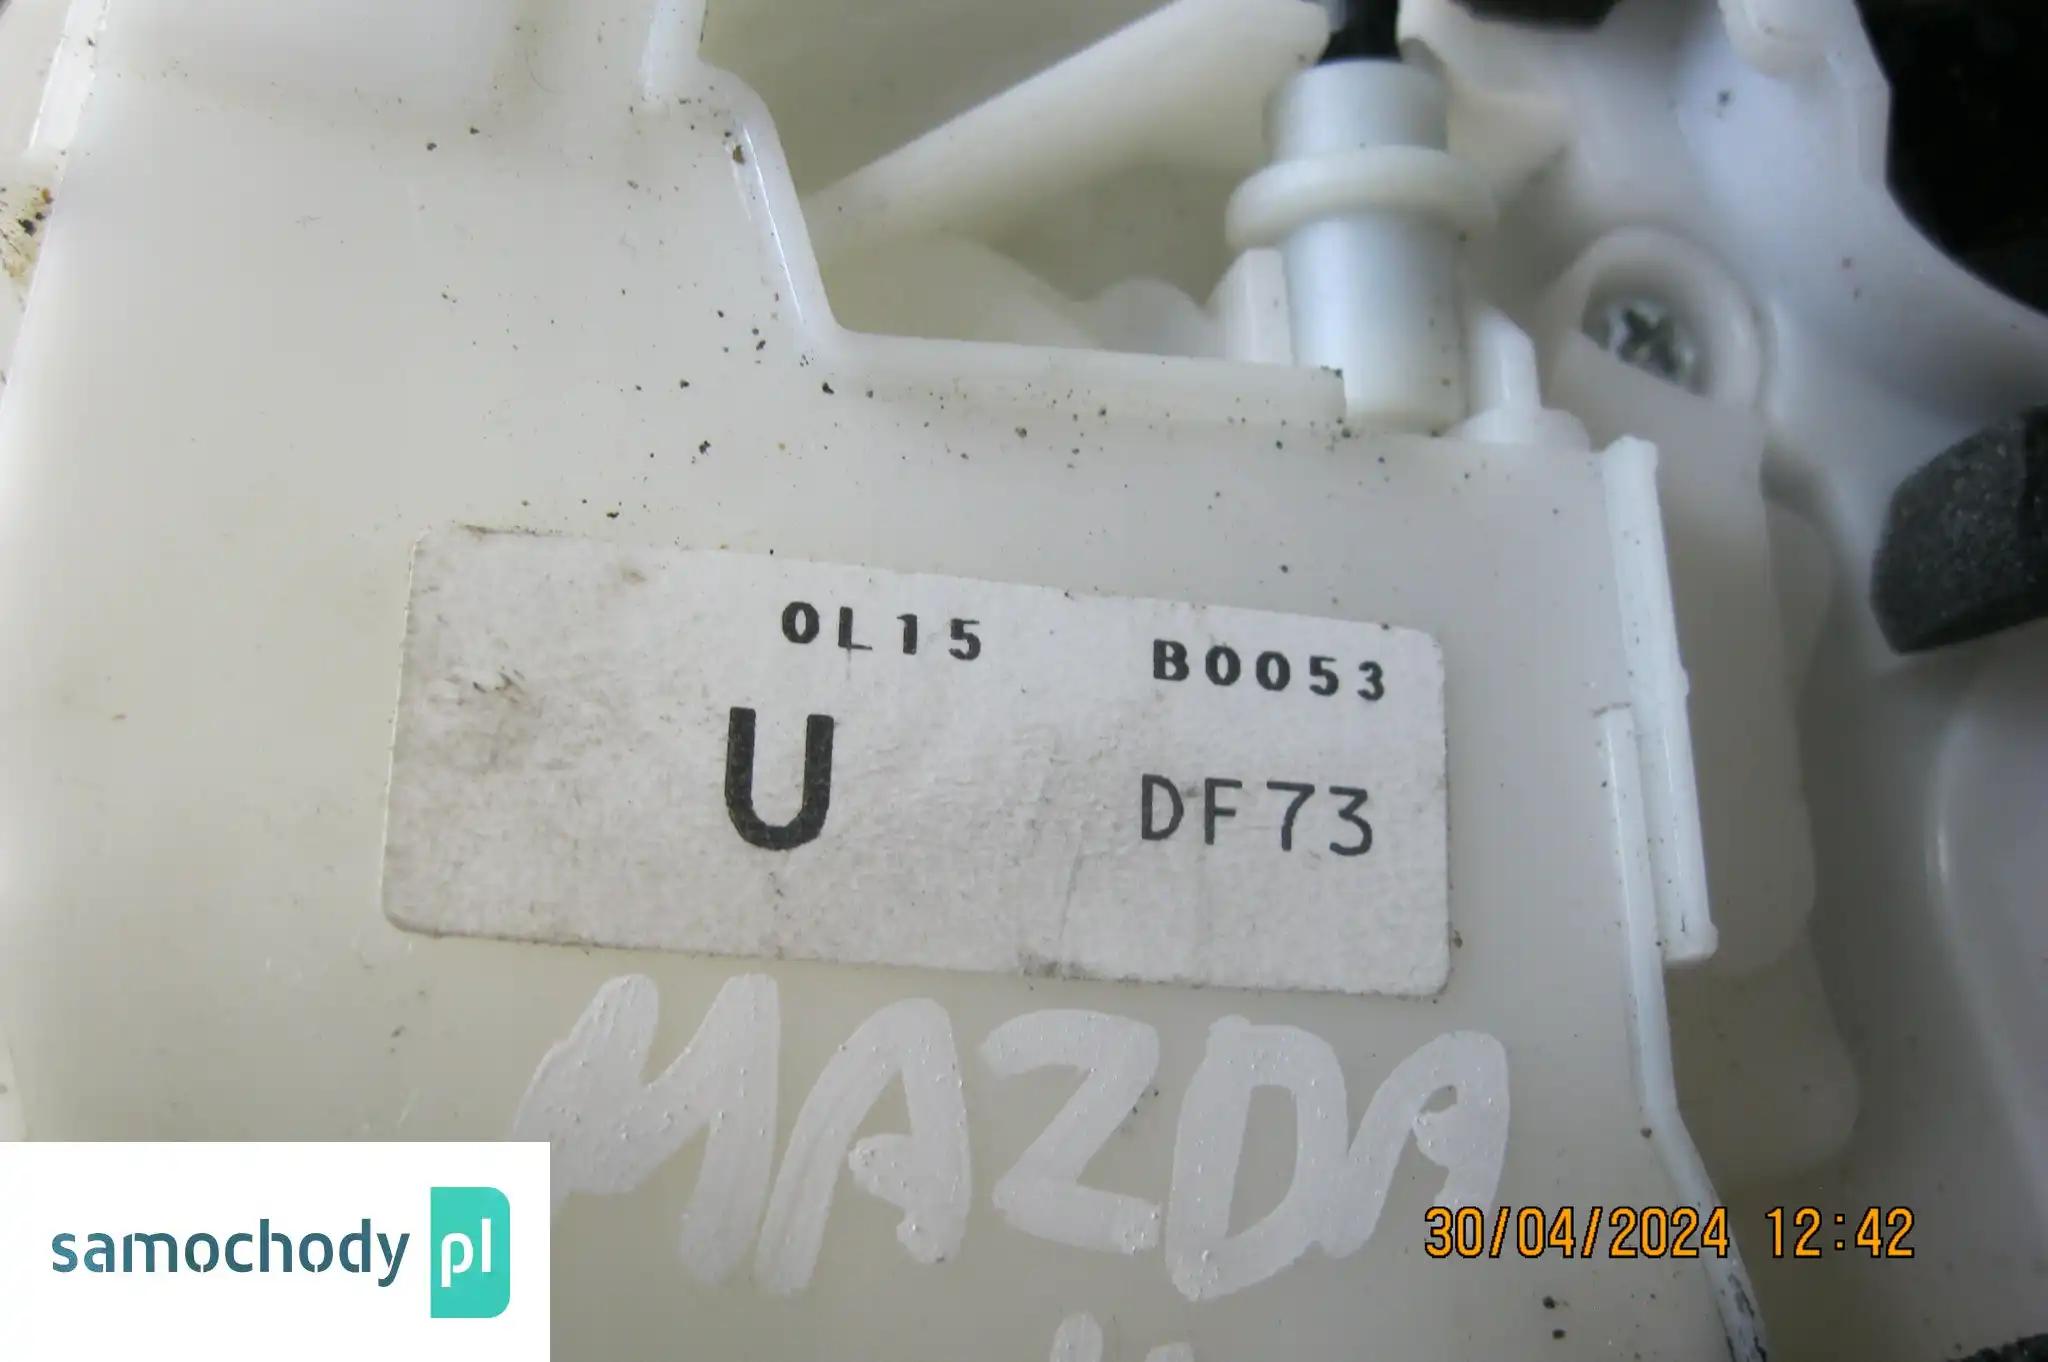 0L15 B0053
U DF73
MAZDA
samochody pl
30/04/2024 12:42